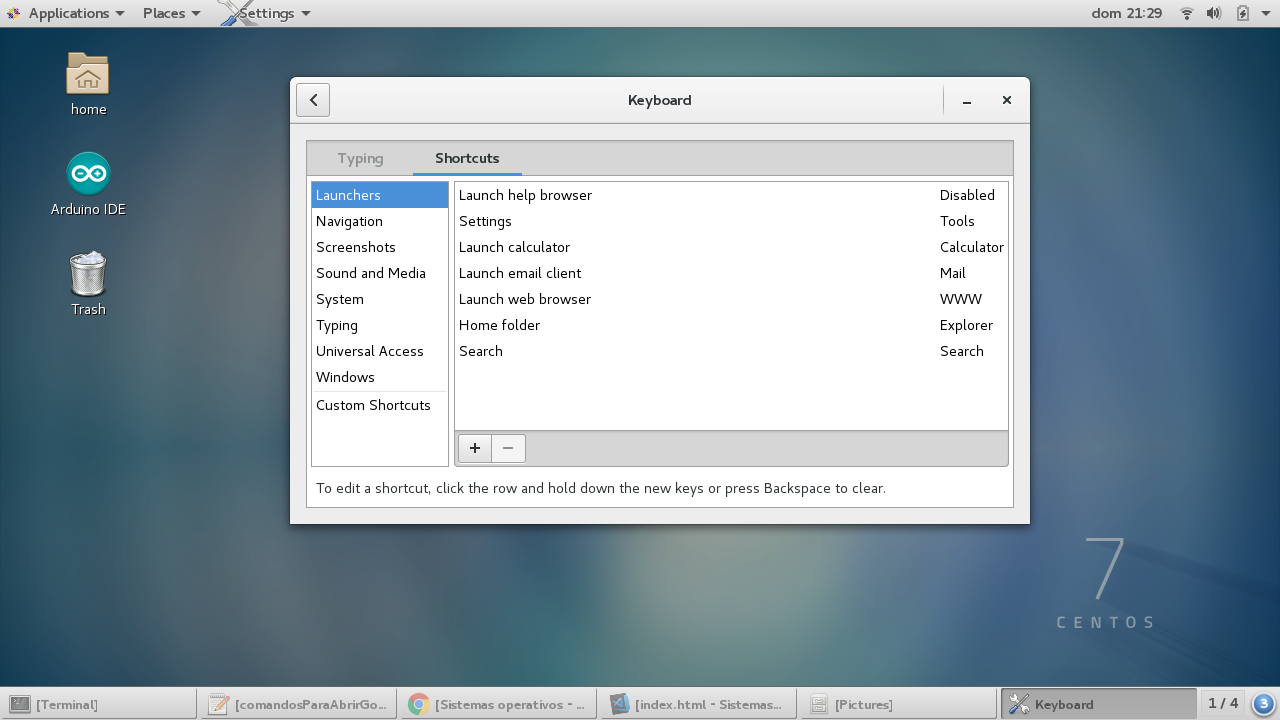 Applications Places Settings dom 21:29
home
Arduino IDE
Trash
Keyboard
Typing Shortcuts
Launchers
Navigation
Screenshots
Sound and Media
System
Typing
Universal Access
Windows
Custom Shortcuts
Launch help browser Disabled
Settings Tools
Launch calculator Calculator
Launch email client Mail
Launch web browser WWW
Home folder Explorer
Search Search
+ −
To edit a shortcut, click the row and hold down the new keys or press Backspace to clear.
7
CENTOS
[Terminal] [comandosParaAbrirGo... [Sistemas operativos - ... [index.html - Sistemas... [Pictures] Keyboard 1 / 4 3